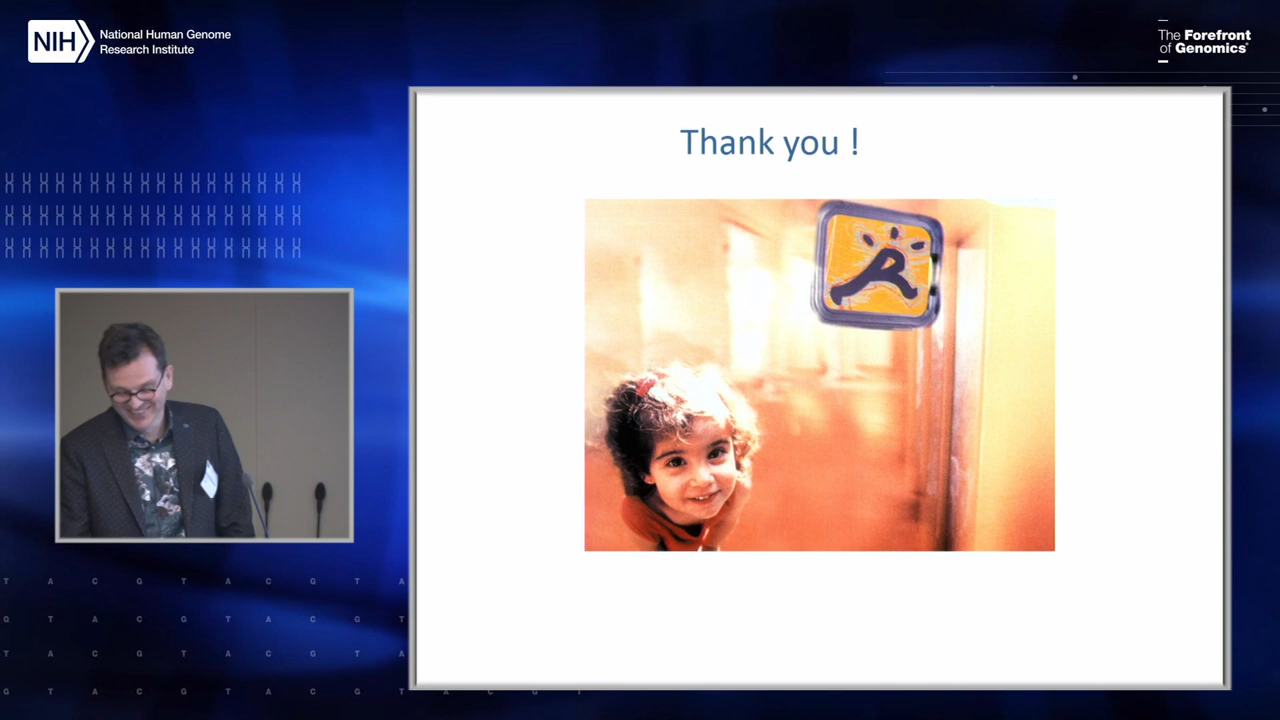 NIH
National Human Genome
Research Institute
The Forefront
of Genomics®
Thank you !
T A C G T A C G T A
G T A C G T A C G T
T A C G T A C G T A
G T A C G T A C G T A C G T